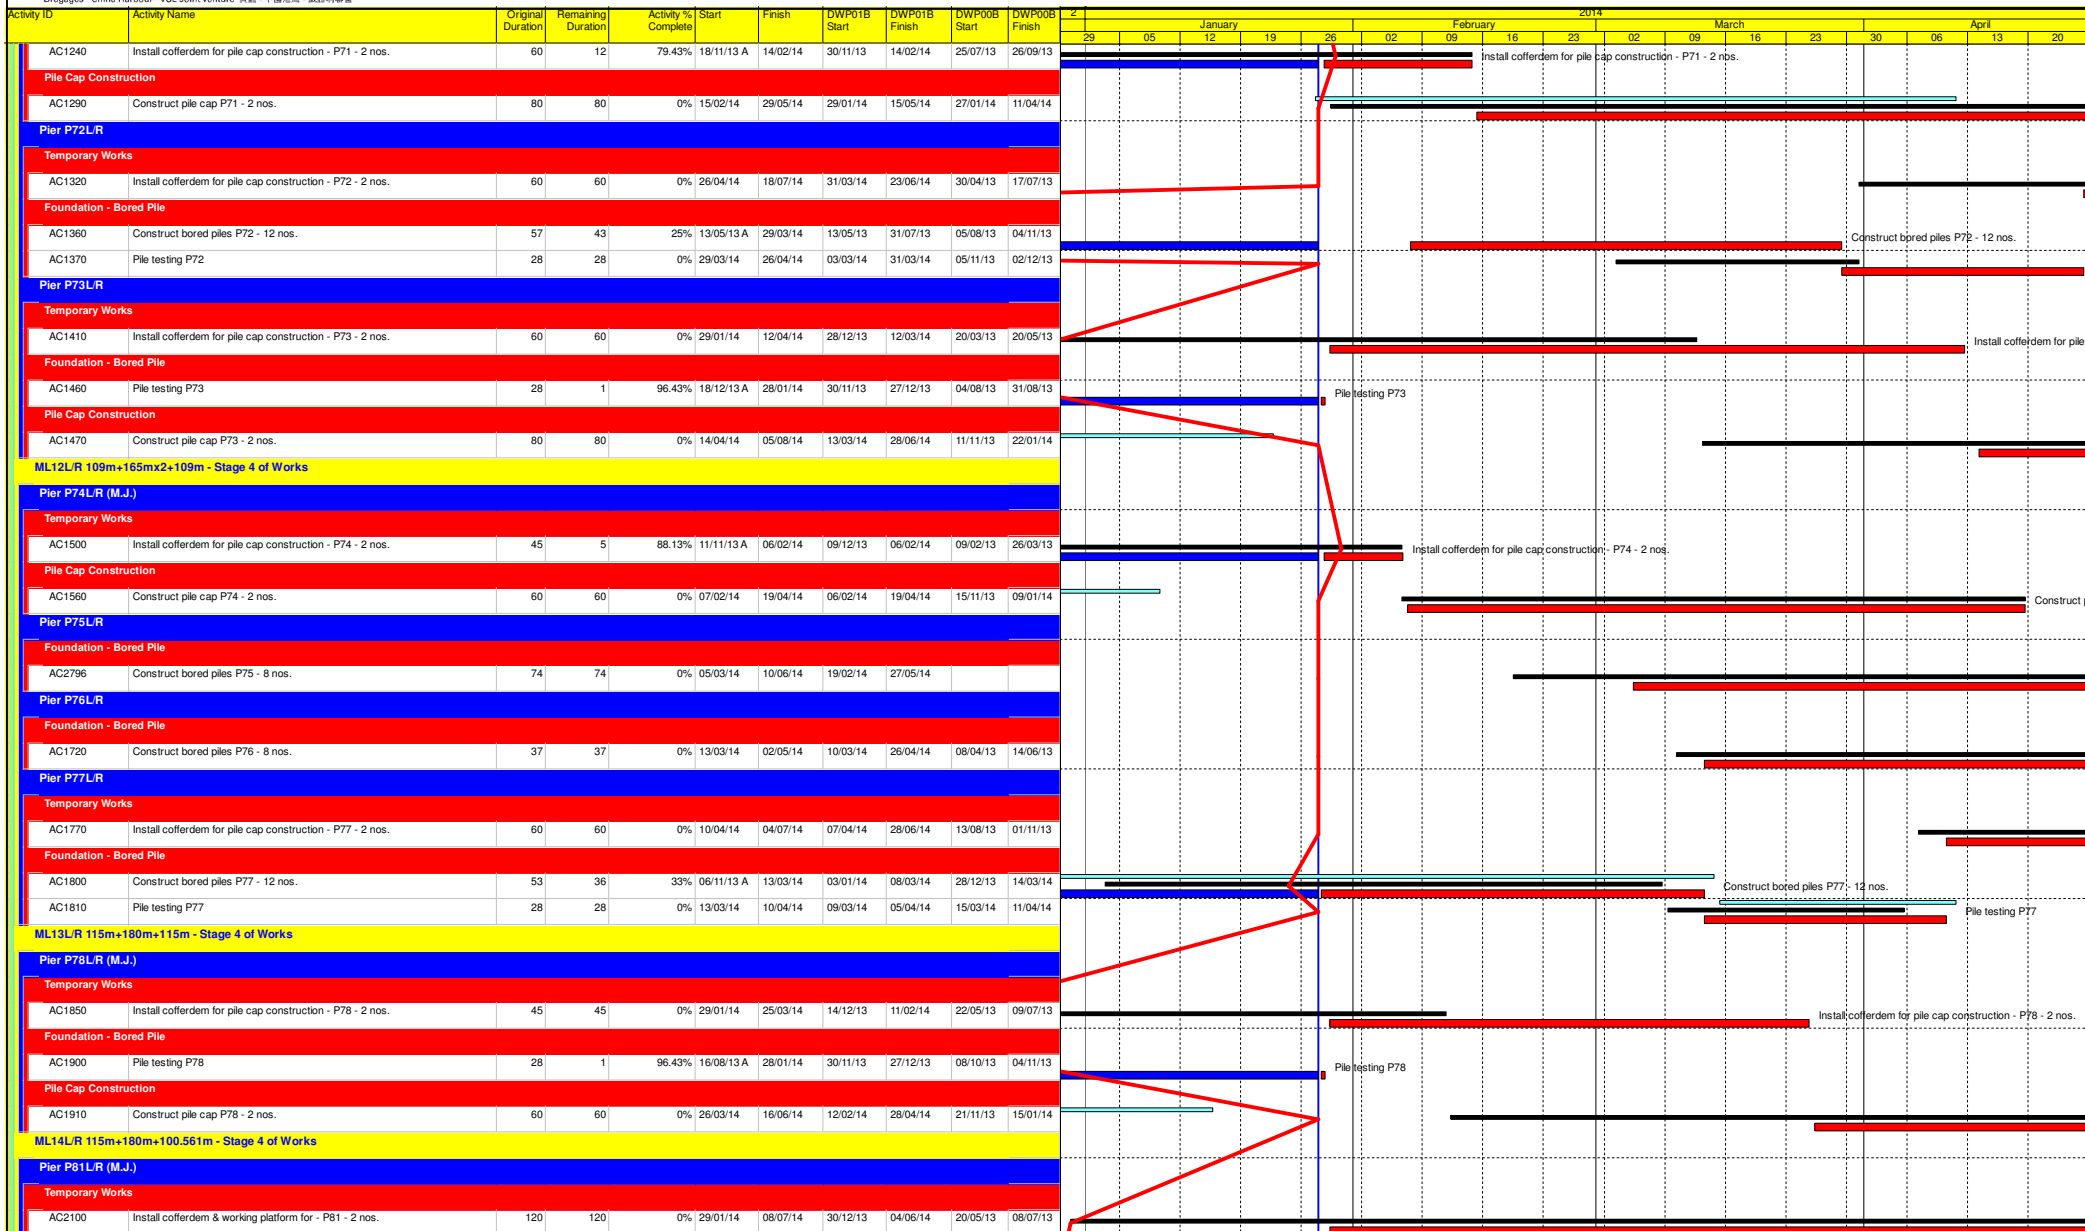 Activity ID Activity Name Original Duration Remaining Duration Activity % Complete Start Finish DWP01B Start DWP01B Finish DWP00B Start DWP00B Finish
2 2014
January February March April
29 05 12 19 26 02 09 16 23 02 09 16 23 30 06 13 20
AC1240 Install cofferdem for pile cap construction - P71 - 2 nos. 60 12 79.43% 18/11/13 A 14/02/14 30/11/13 14/02/14 25/07/13 26/09/13 Install cofferdem for pile cap construction - P71 - 2 nos.
Pile Cap Construction
AC1290 Construct pile cap P71 - 2 nos. 80 80 0% 15/02/14 29/05/14 29/01/14 15/05/14 27/01/14 11/04/14
Pier P72L/R
Temporary Works
AC1320 Install cofferdem for pile cap construction - P72 - 2 nos. 60 60 0% 26/04/14 18/07/14 31/03/14 23/06/14 30/04/13 17/07/13
Foundation - Bored Pile
AC1360 Construct bored piles P72 - 12 nos. 57 43 25% 13/05/13 A 29/03/14 13/05/13 31/07/13 05/08/13 04/11/13 Construct bored piles P72 - 12 nos.
AC1370 Pile testing P72 28 28 0% 29/03/14 26/04/14 03/03/14 31/03/14 05/11/13 02/12/13
Pier P73L/R
Temporary Works
AC1410 Install cofferdem for pile cap construction - P73 - 2 nos. 60 60 0% 29/01/14 12/04/14 28/12/13 12/03/14 20/03/13 20/05/13 Install cofferdem for pile
Foundation - Bored Pile
AC1460 Pile testing P73 28 1 96.43% 18/12/13 A 28/01/14 30/11/13 27/12/13 04/08/13 31/08/13 Pile testing P73
Pile Cap Construction
AC1470 Construct pile cap P73 - 2 nos. 80 80 0% 14/04/14 05/08/14 13/03/14 28/06/14 11/11/13 22/01/14
ML12L/R 109m+165mx2+109m - Stage 4 of Works
Pier P74L/R (M.J.)
Temporary Works
AC1500 Install cofferdem for pile cap construction - P74 - 2 nos. 45 5 88.13% 11/11/13 A 06/02/14 09/12/13 06/02/14 09/02/13 26/03/13 Install cofferdem for pile cap construction - P74 - 2 nos.
Pile Cap Construction
AC1560 Construct pile cap P74 - 2 nos. 60 60 0% 07/02/14 19/04/14 06/02/14 19/04/14 15/11/13 09/01/14 Construct
Pier P75L/R
Foundation - Bored Pile
AC2796 Construct bored piles P75 - 8 nos. 74 74 0% 05/03/14 10/06/14 19/02/14 27/05/14
Pier P76L/R
Foundation - Bored Pile
AC1720 Construct bored piles P76 - 8 nos. 37 37 0% 13/03/14 02/05/14 10/03/14 26/04/14 08/04/13 14/06/13
Pier P77L/R
Temporary Works
AC1770 Install cofferdem for pile cap construction - P77 - 2 nos. 60 60 0% 10/04/14 04/07/14 07/04/14 28/06/14 13/08/13 01/11/13
Foundation - Bored Pile
AC1800 Construct bored piles P77 - 12 nos. 53 36 33% 06/11/13 A 13/03/14 03/01/14 08/03/14 28/12/13 14/03/14 Construct bored piles P77 - 12 nos.
AC1810 Pile testing P77 28 28 0% 13/03/14 10/04/14 09/03/14 05/04/14 15/03/14 11/04/14 Pile testing P77
ML13L/R 115m+180m+115m - Stage 4 of Works
Pier P78L/R (M.J.)
Temporary Works
AC1850 Install cofferdem for pile cap construction - P78 - 2 nos. 45 45 0% 29/01/14 25/03/14 14/12/13 11/02/14 22/05/13 09/07/13 Install cofferdem for pile cap construction - P78 - 2 nos.
Foundation - Bored Pile
AC1900 Pile testing P78 28 1 96.43% 16/08/13 A 28/01/14 30/11/13 27/12/13 08/10/13 04/11/13 Pile testing P78
Pile Cap Construction
AC1910 Construct pile cap P78 - 2 nos. 60 60 0% 26/03/14 16/06/14 12/02/14 28/04/14 21/11/13 15/01/14
ML14L/R 115m+180m+100.561m - Stage 4 of Works
Pier P81L/R (M.J.)
Temporary Works
AC2100 Install cofferdem & working platform for - P81 - 2 nos. 120 120 0% 29/01/14 08/07/14 30/12/13 04/06/14 20/05/13 08/07/13